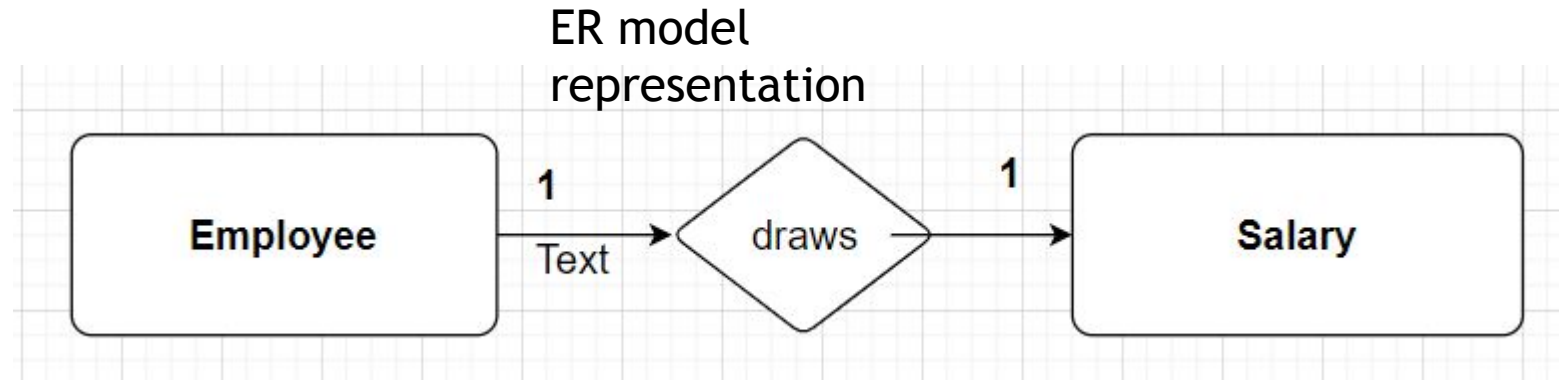 ER model
representation
1
1
Employee
draws
Salary
Text